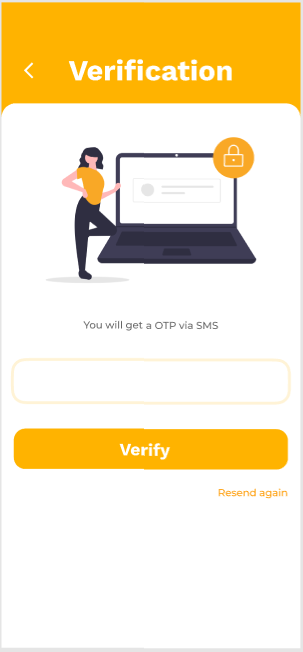 Verification
You will get a OTP via SMS
Verify
Resend again